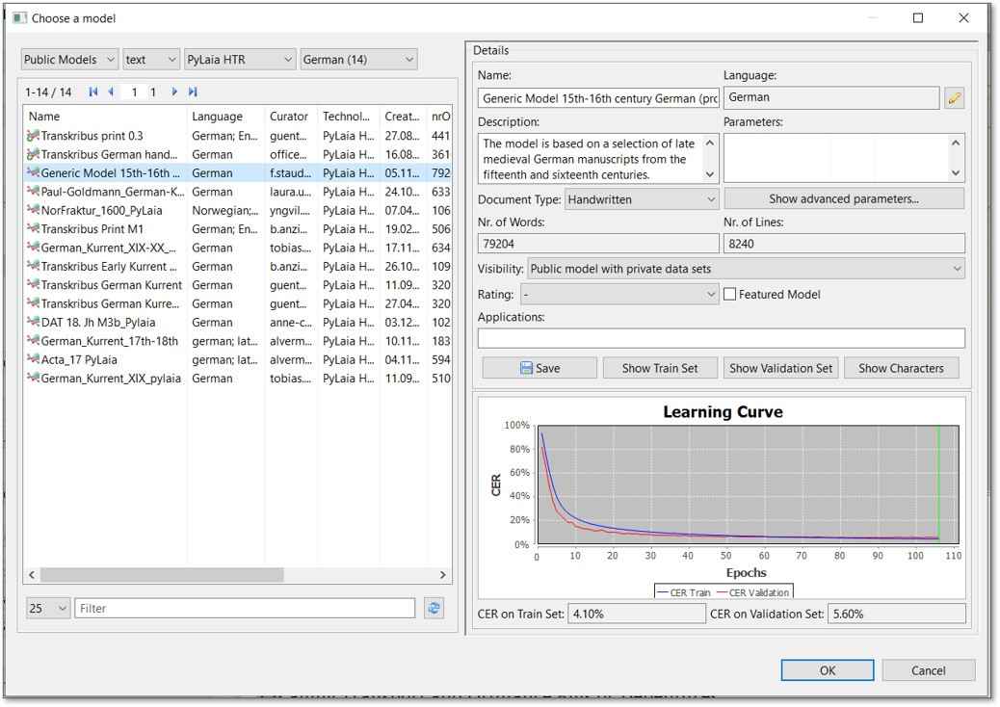 Choose a model
Public Models text PyLaia HTR German (14)
1-14 / 14 1 1
Name Language Curator Technol... Creat... nrO
Transkribus print 0.3 German; En... guent... PyLaia H... 27.08... 441
Transkribus German hand... German office... PyLaia H... 16.08... 361
Generic Model 15th-16th ... German f.staud... PyLaia H... 05.11... 792
Paul-Goldmann_German-K... German laura.u... PyLaia H... 24.10... 633
NorFraktur_1600_PyLaia Norwegian;... yngvil.... PyLaia H... 07.04... 106
Transkribus Print M1 German; En... b.anzi... PyLaia H... 19.02... 506
German_Kurrent_XIX-XX_... German tobias.... PyLaia H... 17.11... 634
Transkribus Early Kurrent ... German b.anzi... PyLaia H... 26.10... 109
Transkribus German Kurrent German guent... PyLaia H... 11.09... 320
Transkribus German Kurre... German guent... PyLaia H... 27.04... 320
DAT 18. Jh M3b_Pylaia German anne-c... PyLaia H... 03.12... 102
German_Kurrent_17th-18th german; lat... alverm... PyLaia H... 10.11... 183
Acta_17 PyLaia german; lat... alverm... PyLaia H... 04.11... 594
German_Kurrent_XIX_pylaia German tobias.... PyLaia H... 11.09... 510
25 Filter
Details
Name: Language:
Generic Model 15th-16th century German (pro German
Description: Parameters:
The model is based on a selection of late
medieval German manuscripts from the
fifteenth and sixteenth centuries.
Document Type: Handwritten Show advanced parameters...
Nr. of Words: Nr. of Lines:
79204 8240
Visibility: Public model with private data sets
Rating: - Featured Model
Applications:
Save Show Train Set Show Validation Set Show Characters
Learning Curve
100%
80%
60%
40%
20%
0%
CER
0 10 20 30 40 50 60 70 80 90 100 110
Epochs
CER Train CER Validation
CER on Train Set: 4.10% CER on Validation Set: 5.60%
OK Cancel